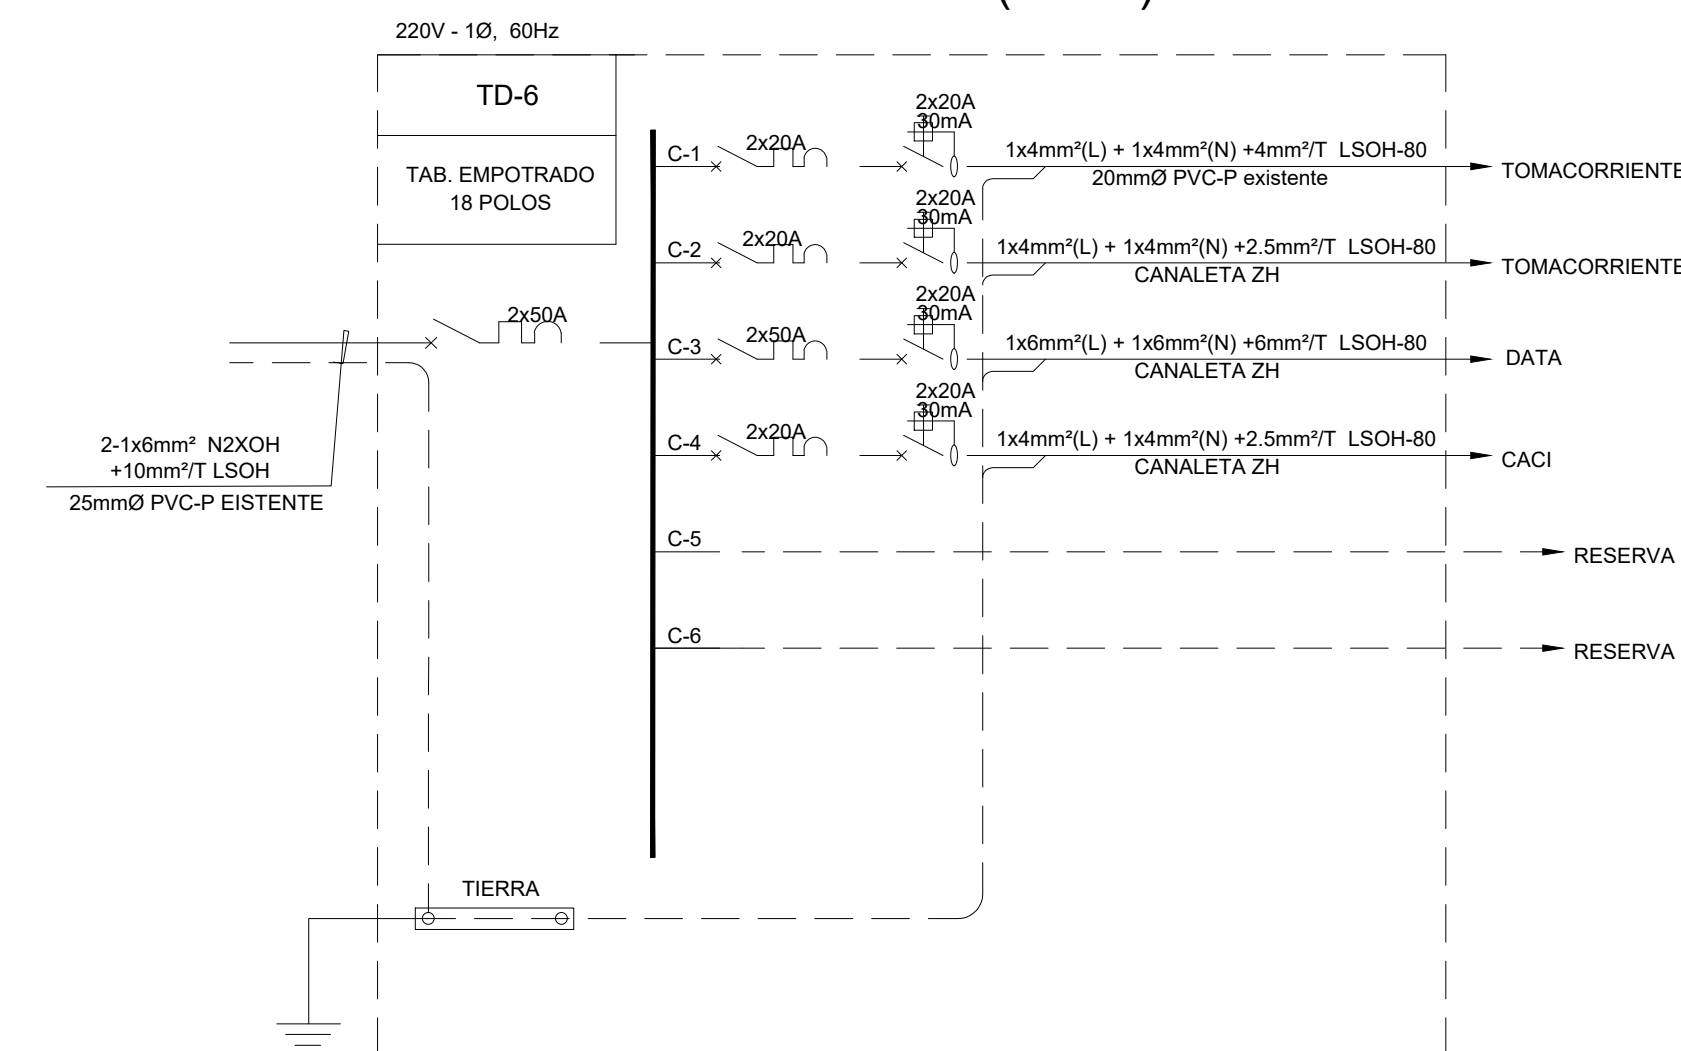 220V - 1Ø, 60Hz
TD-6
TAB. EMPOTRADO
18 POLOS
C-1
2x20A
2x20A
30mA
1x4mm²(L) + 1x4mm²(N) +4mm²/T LSOH-80
20mmØ PVC-P existente
TOMACORRIENTE
C-2
2x20A
2x20A
30mA
1x4mm²(L) + 1x4mm²(N) +2.5mm²/T LSOH-80
CANALETA ZH
TOMACORRIENTE
2x50A
C-3
2x50A
2x20A
30mA
1x6mm²(L) + 1x6mm²(N) +6mm²/T LSOH-80
CANALETA ZH
DATA
C-4
2x20A
2x20A
30mA
1x4mm²(L) + 1x4mm²(N) +2.5mm²/T LSOH-80
CANALETA ZH
CACI
2-1x6mm² N2XOH
+10mm²/T LSOH
25mmØ PVC-P EISTENTE
C-5
RESERVA
C-6
RESERVA
TIERRA